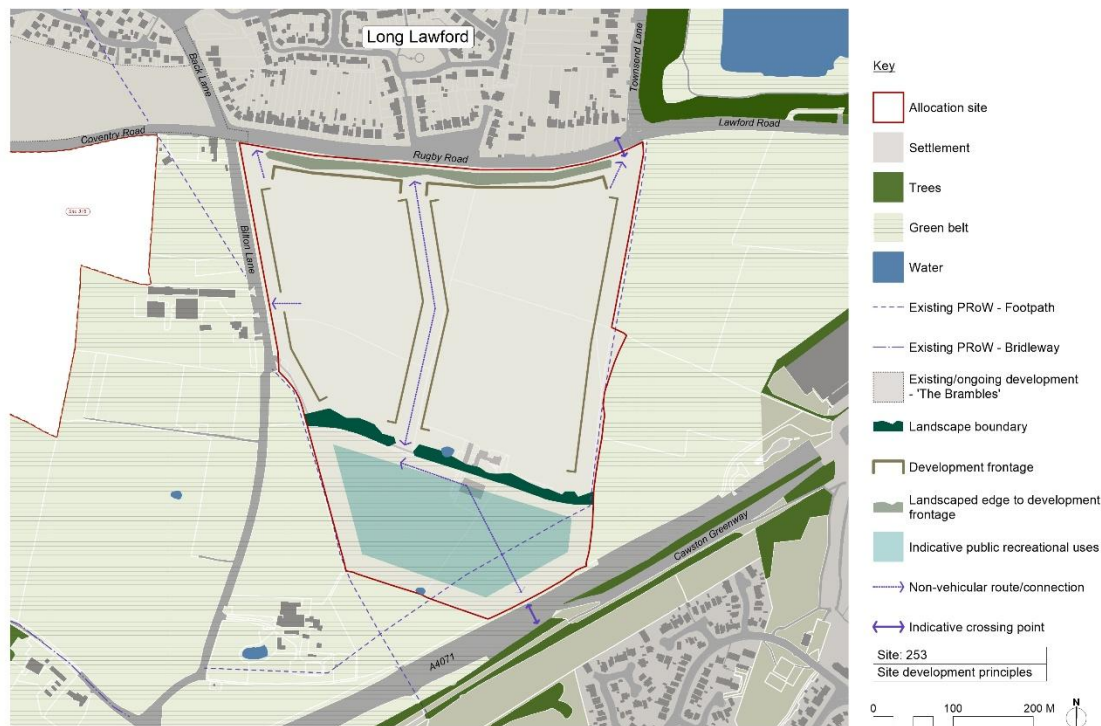 Long Lawford
Back Lane
Townsend Lane
Coventry Road
Lawford Road
Rugby Road
Bilton Lane
Cawston Greenway
A4071
Key
Allocation site
Settlement
Trees
Green belt
Water
Existing PRoW - Footpath
Existing PRoW - Bridleway
Existing/ongoing development
- 'The Brambles'
Landscape boundary
Development frontage
Landscaped edge to development
frontage
Indicative public recreational uses
Non-vehicular route/connection
Indicative crossing point
Site: 253
Site development principles
0 100 200 M
N